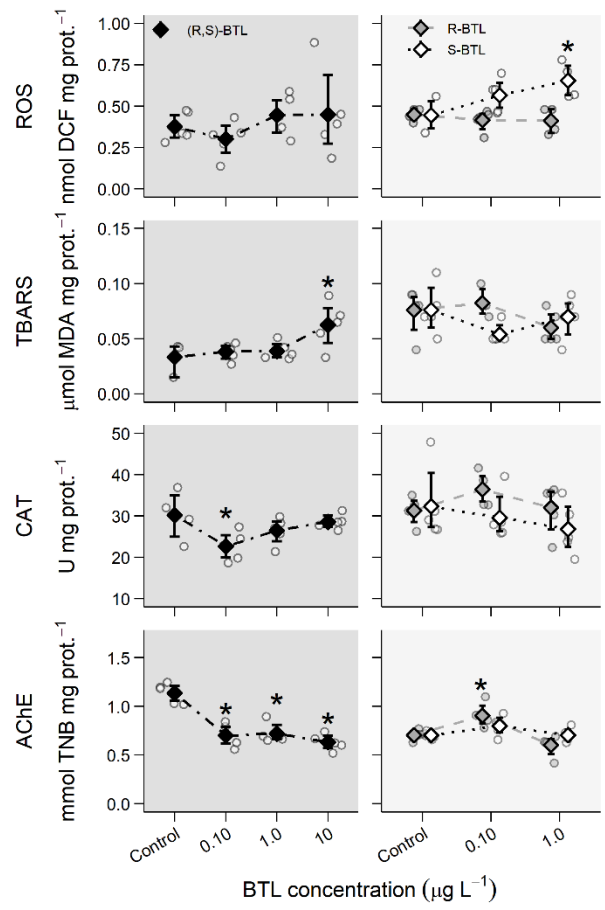 ROS
nmol DCF mg prot.⁻¹
1.00
0.75
0.50
0.25
0.00
(R,S)-BTL
R-BTL
S-BTL
*
TBARS
μmol MDA mg prot.⁻¹
0.15
0.10
0.05
0.00
*
CAT
U mg prot.⁻¹
50
40
30
20
10
*
AChE
mmol TNB mg prot.⁻¹
1.5
1.0
0.5
0.0
*
*
*
*
Control
0.10
1.0
10
Control
0.10
1.0
BTL concentration (μg L⁻¹)